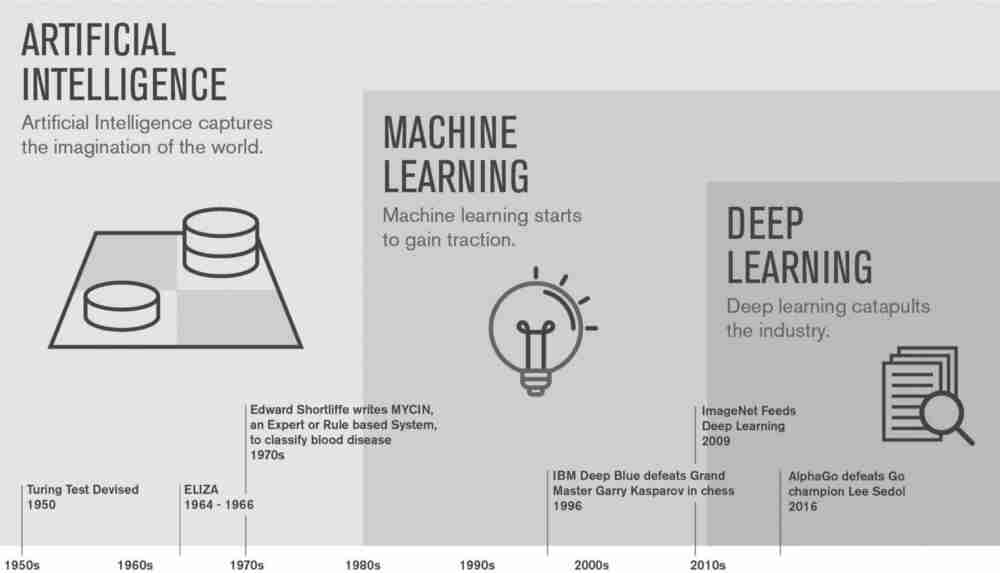 ARTIFICIAL
INTELLIGENCE
Artificial Intelligence captures
the imagination of the world.
MACHINE
LEARNING
Machine learning starts
to gain traction.
DEEP
LEARNING
Deep learning catapults
the industry.
Edward Shortliffe writes MYCIN,
an Expert or Rule based System,
to classify blood disease
1970s
ImageNet Feeds
Deep Learning
2009
Turing Test Devised
1950
ELIZA
1964 - 1966
IBM Deep Blue defeats Grand
Master Garry Kasparov in chess
1996
AlphaGo defeats Go
champion Lee Sedol
2016
1950s 1960s 1970s 1980s 1990s 2000s 2010s